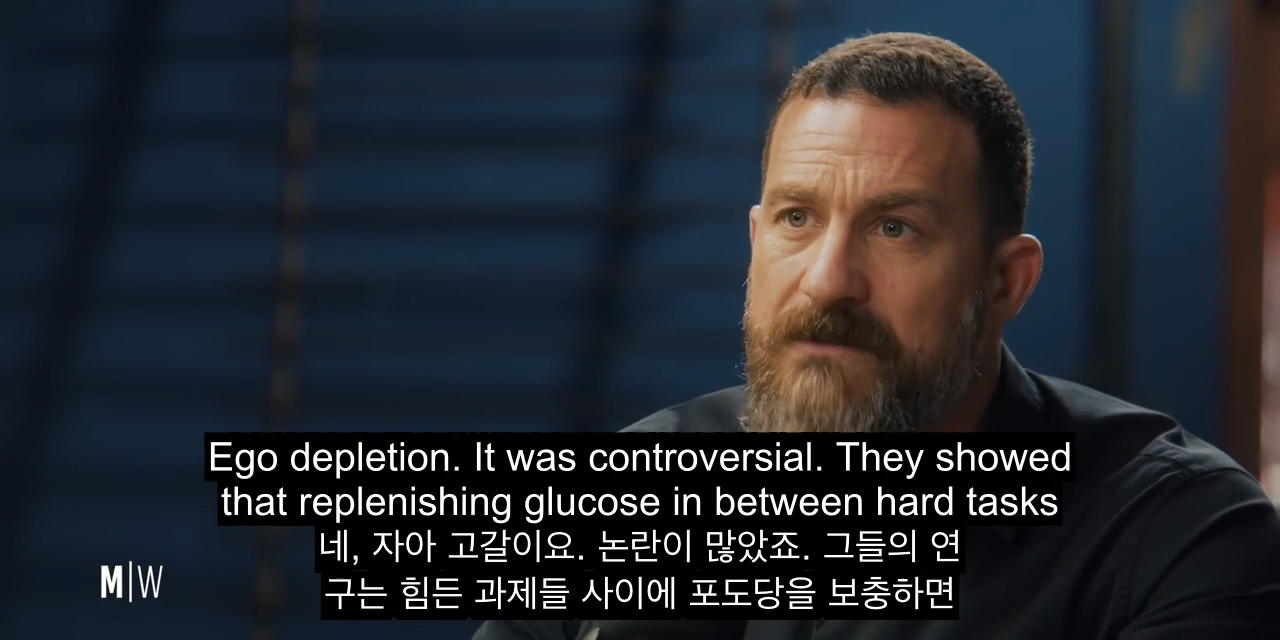 Ego depletion. It was controversial. They showed
that replenishing glucose in between hard tasks
네, 자아 고갈이요. 논란이 많았죠. 그들의 연
구는 힘든 과제들 사이에 포도당을 보충하면
M|W